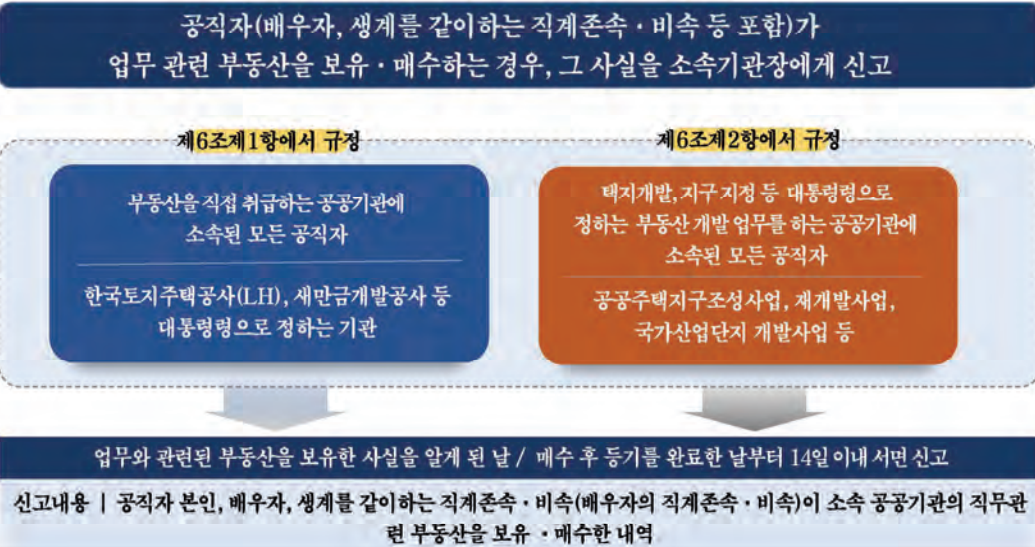 공직자(배우자, 생계를 같이하는 직계존속・비속 등 포함)가
업무 관련 부동산을 보유・매수하는 경우, 그 사실을 소속기관장에게 신고
제6조제1항에서 규정
부동산을 직접 취급하는 공공기관에
소속된 모든 공직자
한국토지주택공사(LH), 새만금개발공사 등
대통령령으로 정하는 기관
제6조제2항에서 규정
택지개발, 지구 지정 등 대통령령으로
정하는 부동산 개발 업무를 하는 공공기관에
소속된 모든 공직자
공공주택지구조성사업, 재개발사업,
국가산업단지 개발사업 등
업무와 관련된 부동산을 보유한 사실을 알게 된 날 / 매수 후 등기를 완료한 날부터 14일 이내 서면 신고
신고내용 | 공직자 본인, 배우자, 생계를 같이하는 직계존속・비속(배우자의 직계존속・비속)이 소속 공공기관의 직무관
련 부동산을 보유 ・매수한 내역